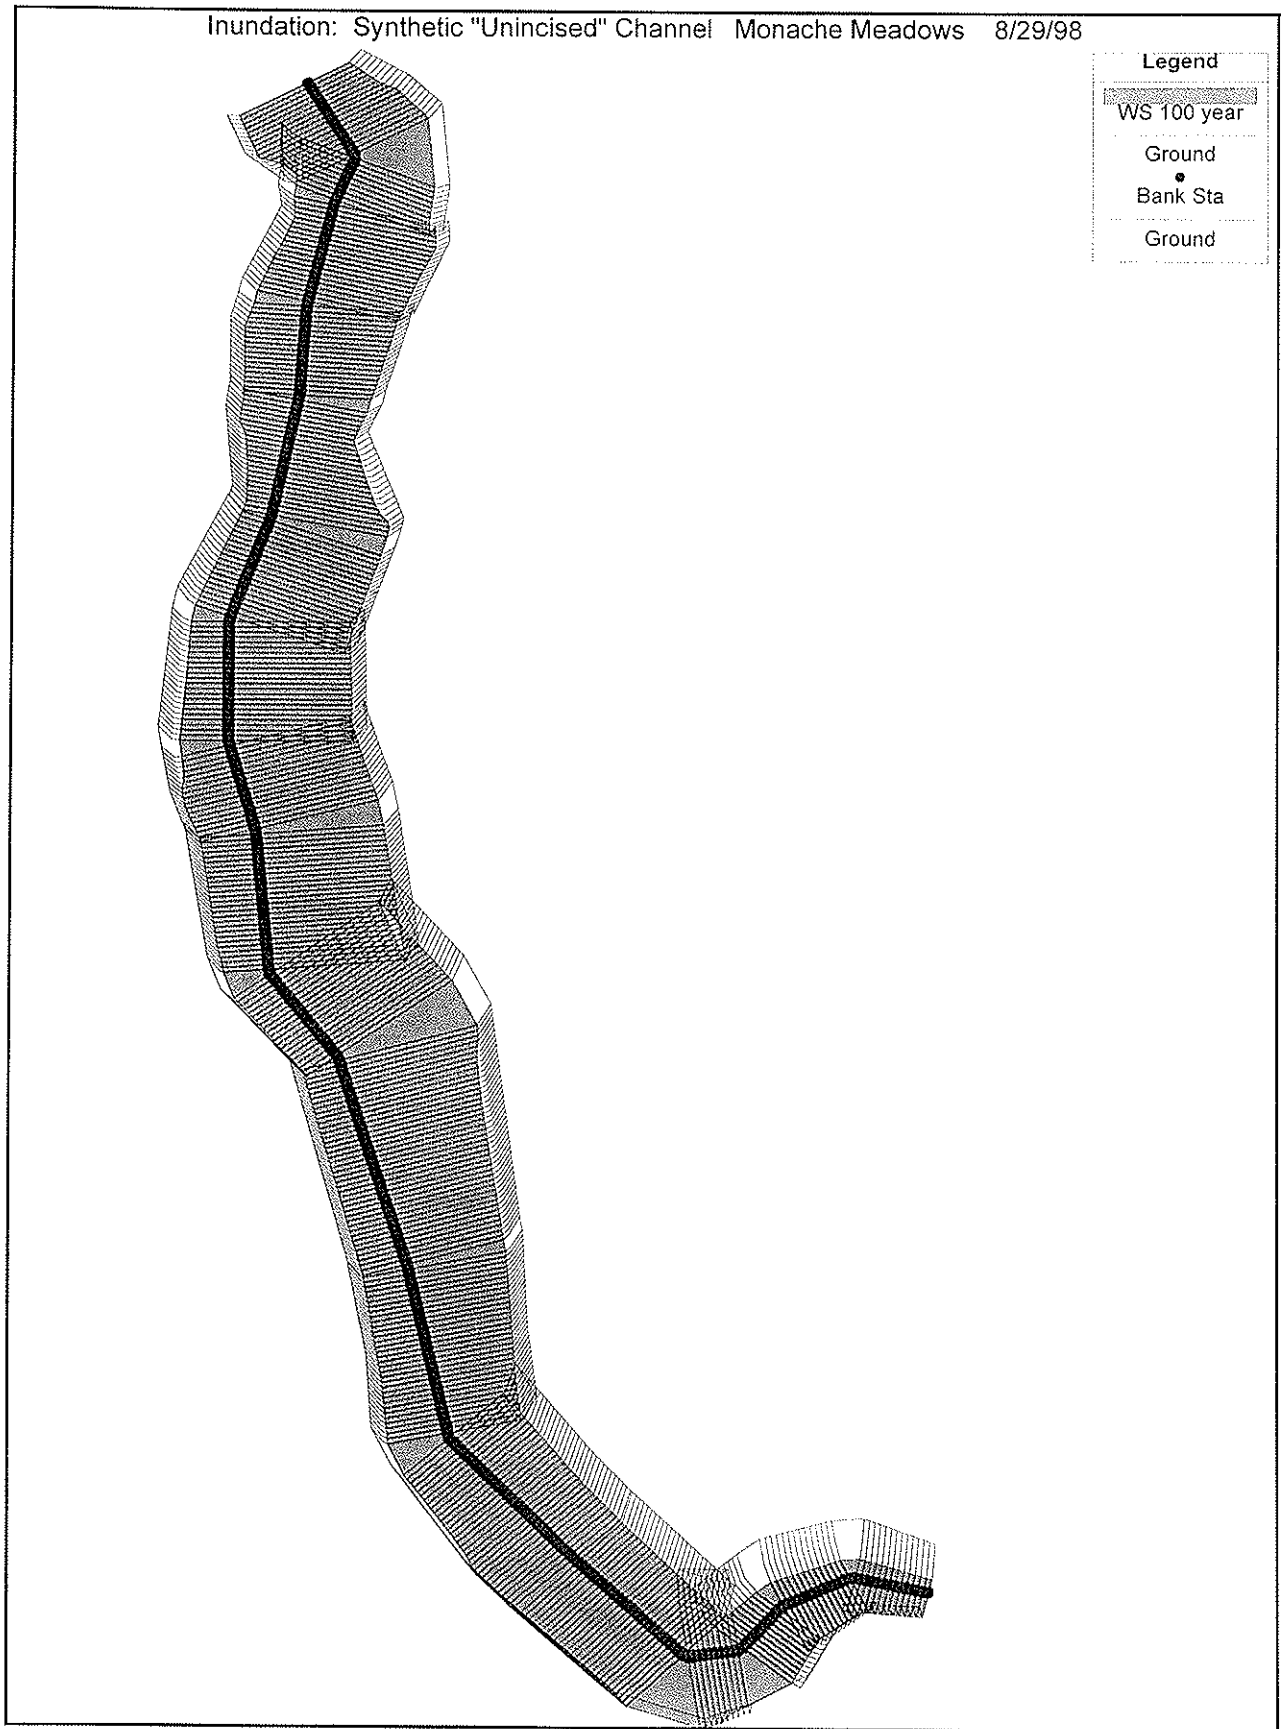 Inundation: Synthetic "Unincised" Channel Monache Meadows 8/29/98
Legend
WS 100 year
Ground
Bank Sta
Ground